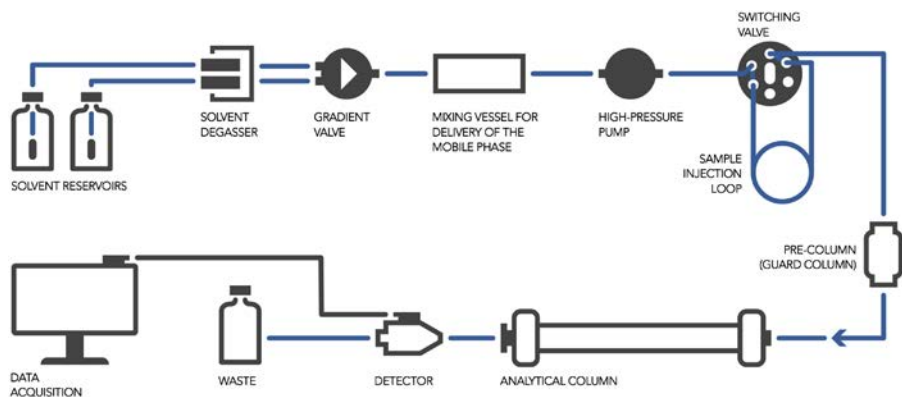 SWITCHING
VALVE
SOLVENT
DEGASSER
GRADIENT
VALVE
MIXING VESSEL FOR
DELIVERY OF THE
MOBILE PHASE
HIGH-PRESSURE
PUMP
SAMPLE
INJECTION
LOOP
SOLVENT RESERVOIRS
PRE-COLUMN
(GUARD COLUMN)
DATA
ACQUISITION
WASTE
DETECTOR
ANALYTICAL COLUMN